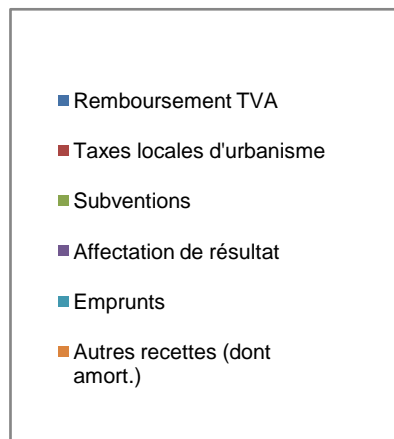 Remboursement TVA
Taxes locales d'urbanisme
Subventions
Affectation de résultat
Emprunts
Autres recettes (dont
amort.)